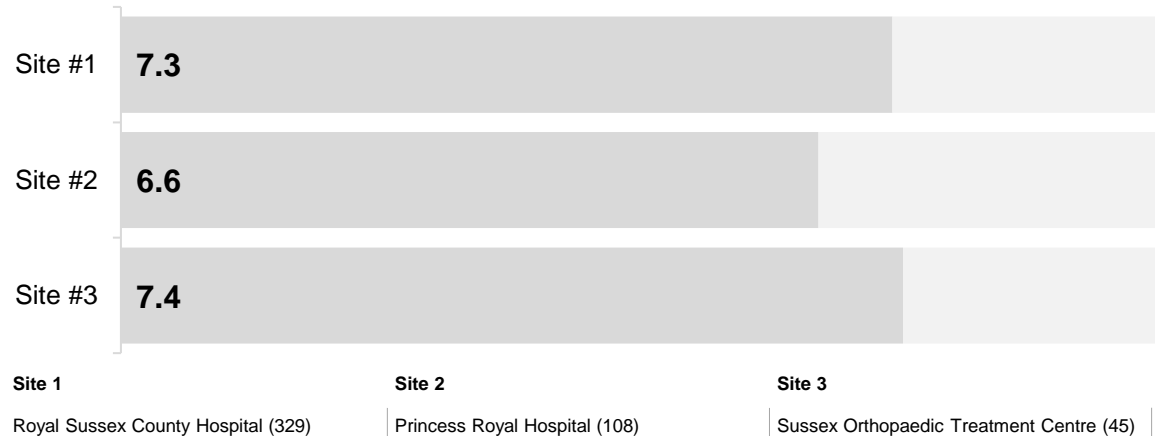 Site #1 7.3
Site #2 6.6
Site #3 7.4
Site 1 Site 2 Site 3
Royal Sussex County Hospital (329) Princess Royal Hospital (108) Sussex Orthopaedic Treatment Centre (45)